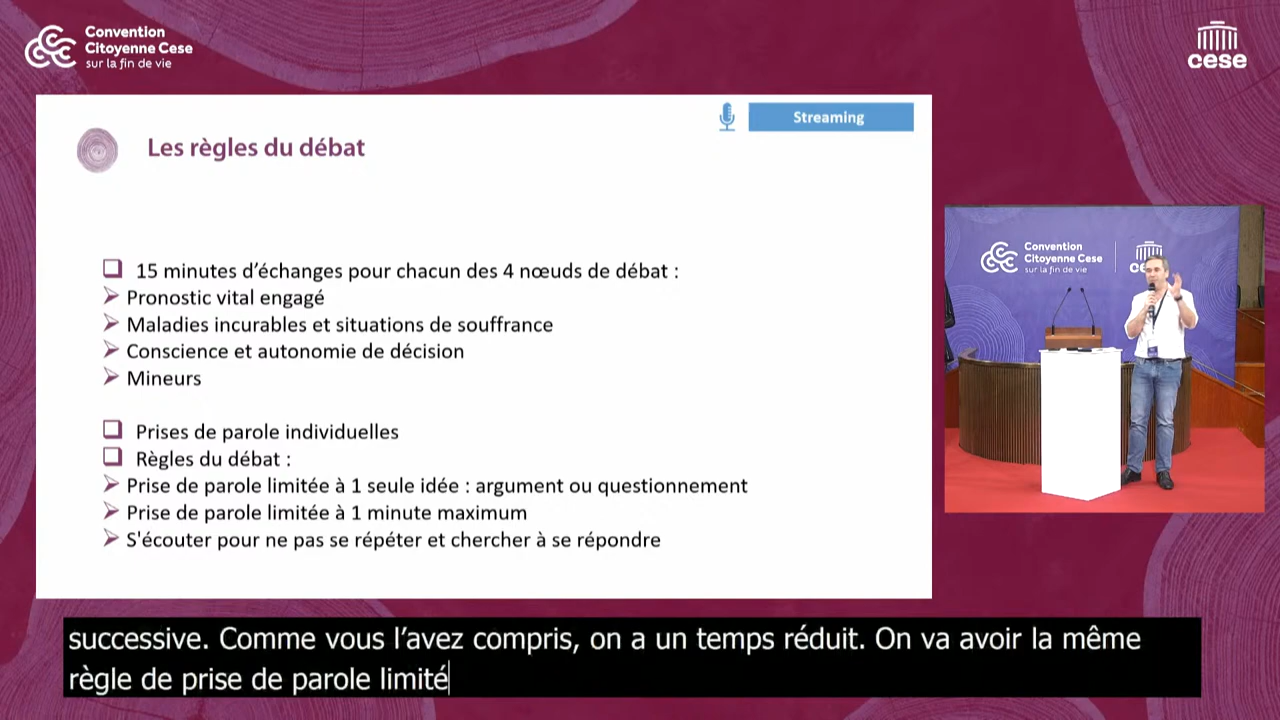 Convention
Citoyenne Cese
sur la fin de vie
cese
Streaming
Les règles du débat
15 minutes d’échanges pour chacun des 4 nœuds de débat :
Pronostic vital engagé
Maladies incurables et situations de souffrance
Conscience et autonomie de décision
Mineurs
Prises de parole individuelles
Règles du débat :
Prise de parole limitée à 1 seule idée : argument ou questionnement
Prise de parole limitée à 1 minute maximum
S'écouter pour ne pas se répéter et chercher à se répondre
Convention
Citoyenne Cese
sur la fin de vie
ce
successive. Comme vous l’avez compris, on a un temps réduit. On va avoir la même
règle de prise de parole limité